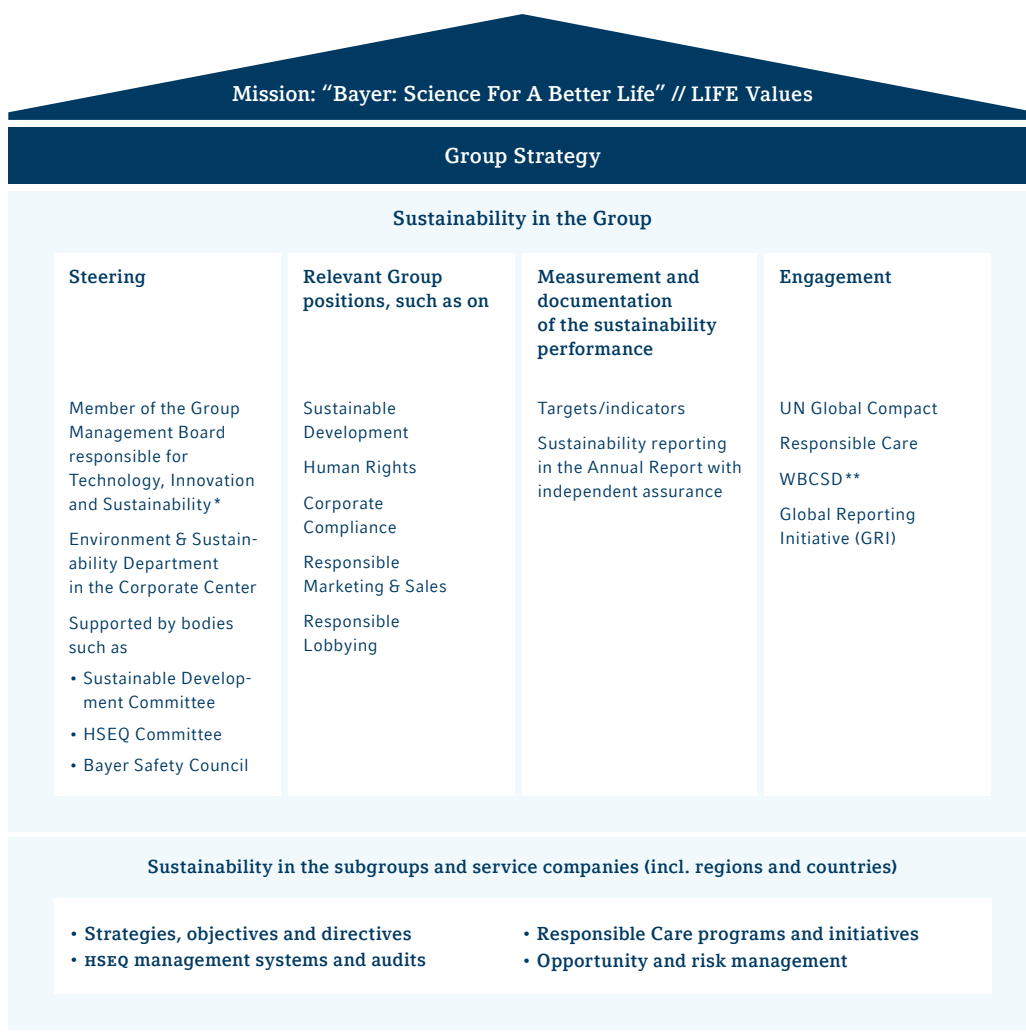 Mission: “Bayer: Science For A Better Life” // LIFE Values
Group Strategy
Sustainability in the Group
Steering
Member of the Group
Management Board
responsible for
Technology, Innovation
and Sustainability*
Environment & Sustain-
ability Department
in the Corporate Center
Supported by bodies
such as
• Sustainable Develop-
ment Committee
• HSEQ Committee
• Bayer Safety Council
Relevant Group
positions, such as on
Sustainable
Development
Human Rights
Corporate
Compliance
Responsible
Marketing & Sales
Responsible
Lobbying
Measurement and
documentation
of the sustainability
performance
Targets/indicators
Sustainability reporting
in the Annual Report with
independent assurance
Engagement
UN Global Compact
Responsible Care
WBCSD**
Global Reporting
Initiative (GRI)
Sustainability in the subgroups and service companies (incl. regions and countries)
• Strategies, objectives and directives
• HSEQ management systems and audits
• Responsible Care programs and initiatives
• Opportunity and risk management